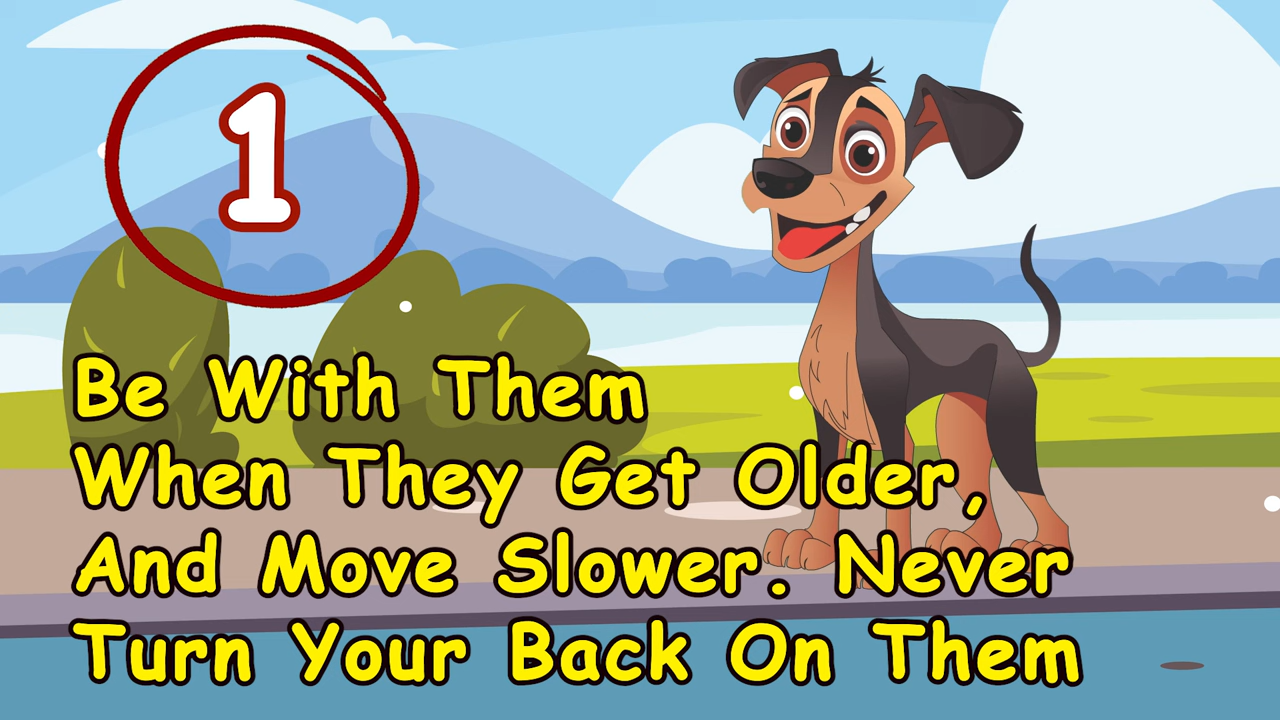 1
Be With Them
When They Get Older,
And Move Slower. Never
Turn Your Back On Them